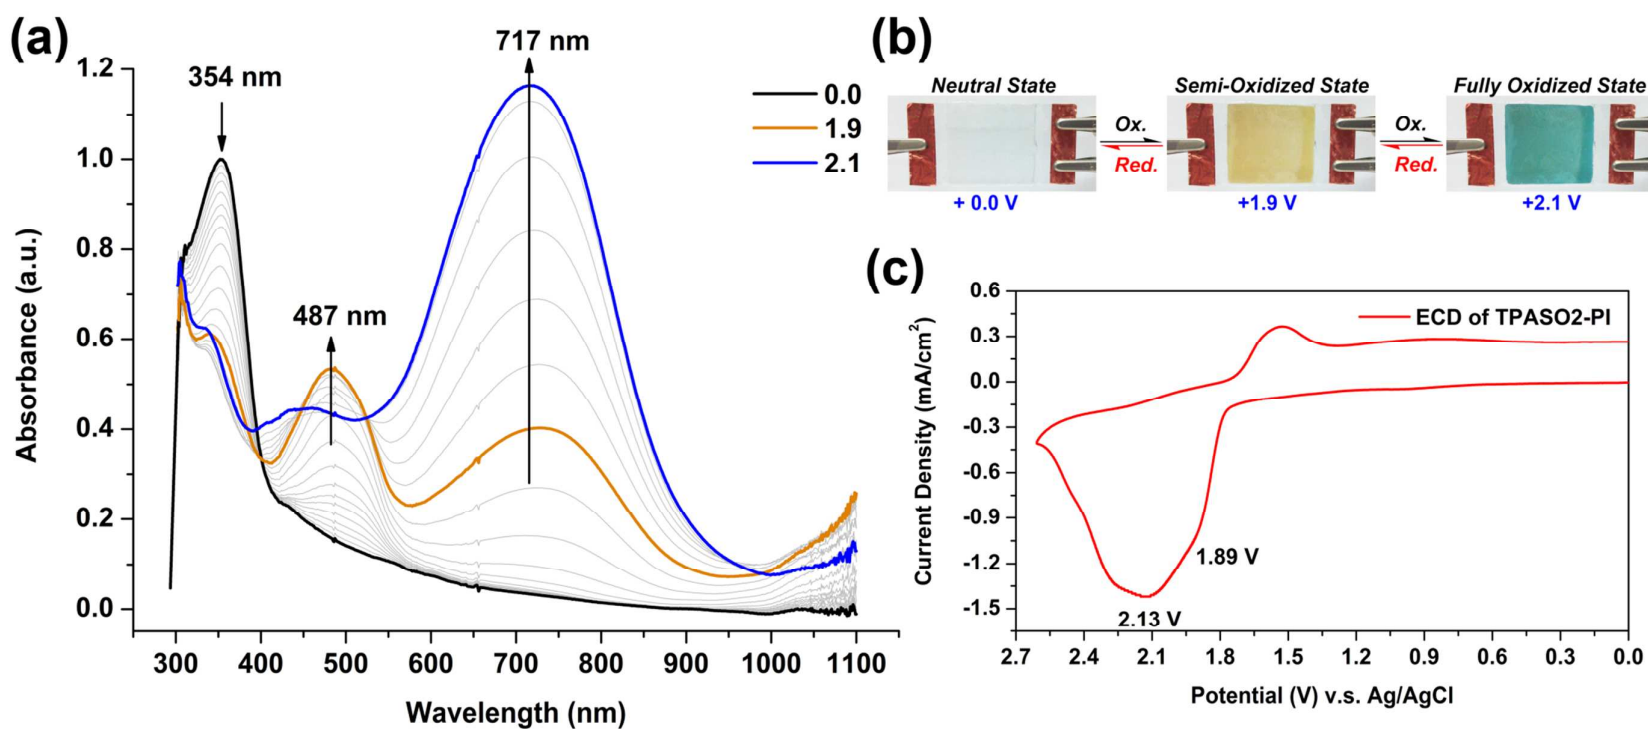 (a)
354 nm
487 nm
717 nm
0.0
1.9
2.1
1.2
1.0
0.8
0.6
0.4
0.2
0.0
Absorbance (a.u.)
300 400 500 600 700 800 900 1000 1100
Wavelength (nm)
(b)
Neutral State
Semi-Oxidized State
Fully Oxidized State
Ox.
Red.
Ox.
Red.
+ 0.0 V
+1.9 V
+2.1 V
(c)
0.6
0.3
0.0
-0.3
-0.6
-0.9
-1.2
-1.5
Current Density (mA/cm²)
ECD of TPASO2-PI
1.89 V
2.13 V
2.7 2.4 2.1 1.8 1.5 1.2 0.9 0.6 0.3 0.0
Potential (V) v.s. Ag/AgCl